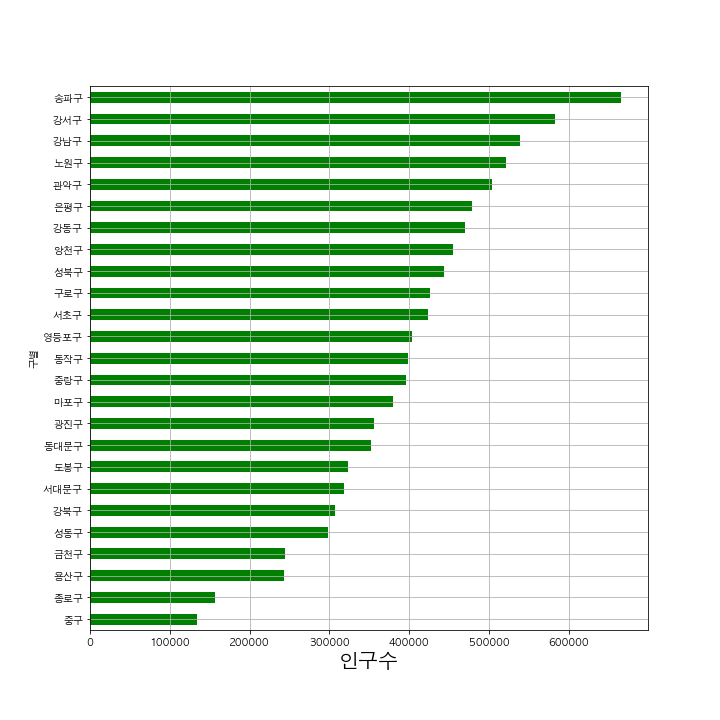 송파구
강서구
강남구
노원구
관악구
은평구
강동구
양천구
성북구
구로구
서초구
영등포구
동작구
중랑구
마포구
광진구
동대문구
도봉구
서대문구
강북구
성동구
금천구
용산구
종로구
중구
구별
0 100000 200000 300000 400000 500000 600000
인구수